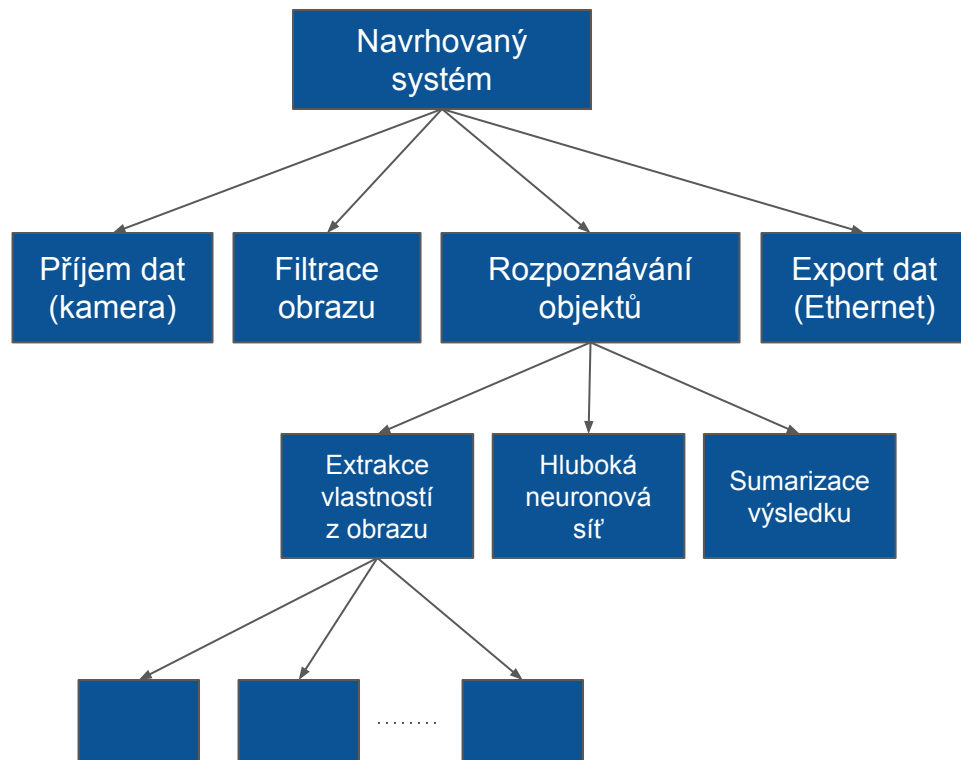 Navrhovaný
systém
Příjem dat
(kamera)
Filtrace
obrazu
Rozpoznávání
objektů
Export dat
(Ethernet)
Extrakce
vlastností
z obrazu
Hluboká
neuronová
síť
Sumarizace
výsledku
........